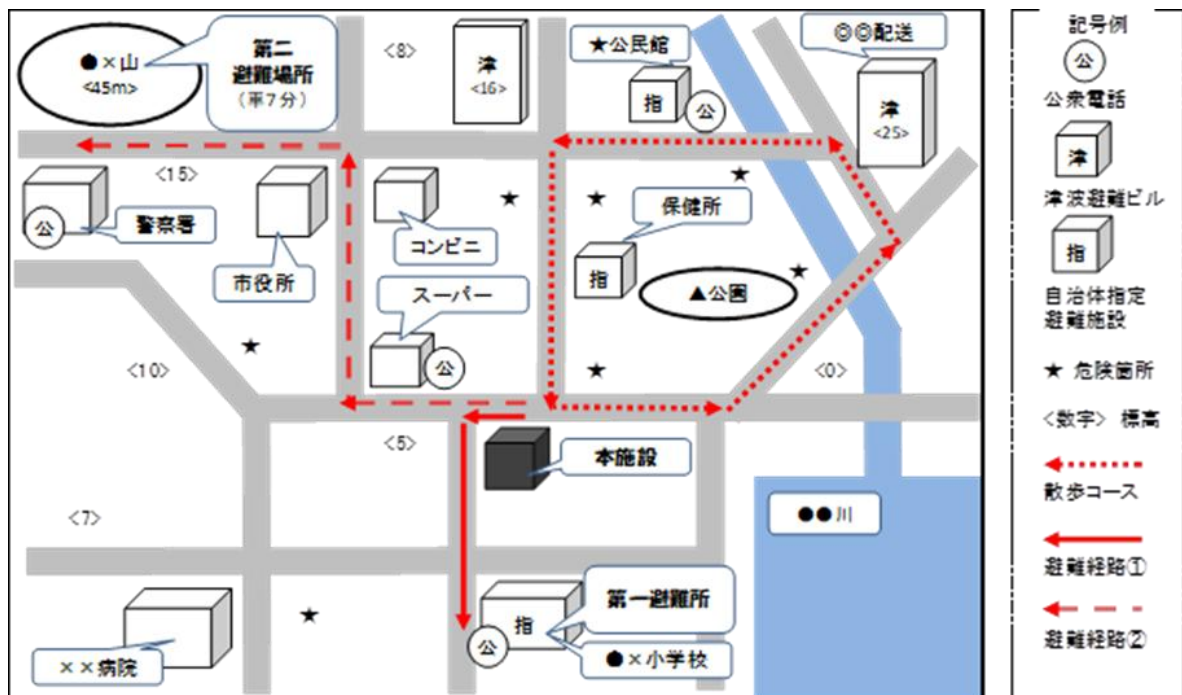 ●×山
<45m>
第二
避難場所
（車７分）
<8>
津
<16>
★公民館
指
公
◎◎配送
津
<25>
<15>
公
警察署
市役所
コンビニ
スーパー
公
保健所
指
▲公園
★
★
★
★
★
★
<10>
<0>
<5>
本施設
●●川
<7>
××病院
★
指
公
第一避難所
●×小学校
記号例
公
公衆電話
津
津波避難ビル
指
自治体指定
避難施設
★ 危険箇所
<数字> 標高
散歩コース
避難経路①
避難経路②